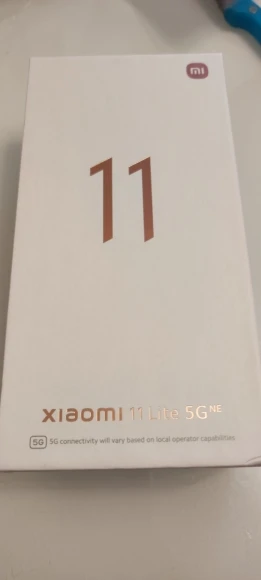 mi
11
xiaomi 11 Lite 5G NE
5G 5G connectivity will vary based on local operator capabilities